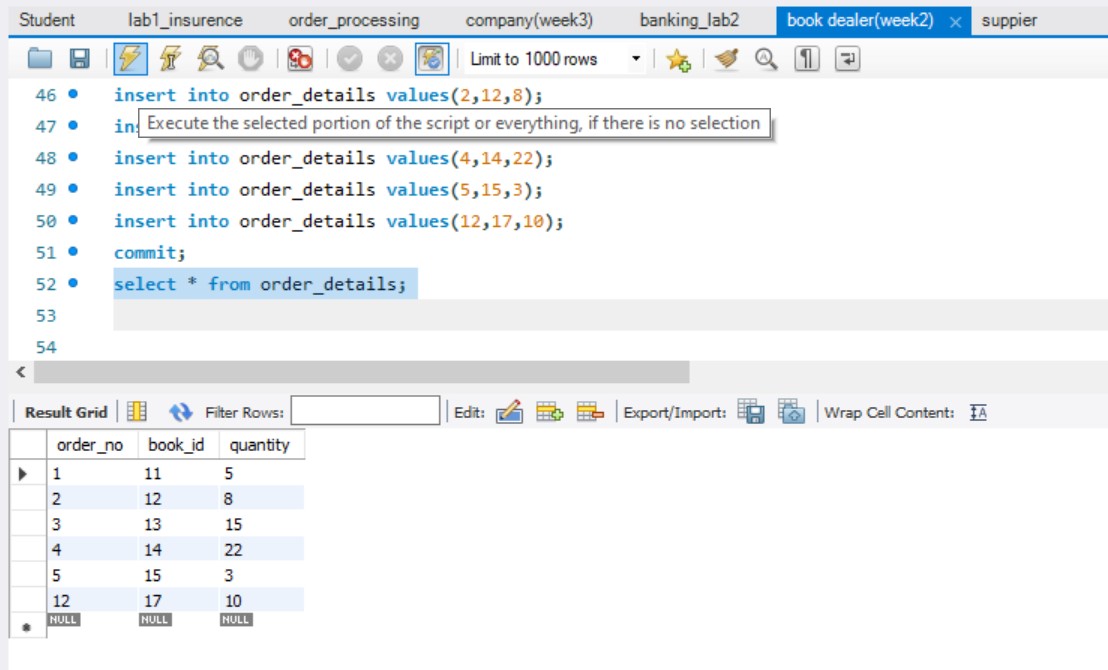 Student lab1_insurence order_processing company(week3) banking_lab2 book dealer(week2) suppier
Limit to 1000 rows
46 insert into order_details values(2,12,8);
47 ins Execute the selected portion of the script or everything, if there is no selection
48 insert into order_details values(4,14,22);
49 insert into order_details values(5,15,3);
50 insert into order_details values(12,17,10);
51 commit;
52 select * from order_details;
53
54
Result Grid Filter Rows: Edit: Export/Import: Wrap Cell Content: IA
order_no book_id quantity
1 11 5
2 12 8
3 13 15
4 14 22
5 15 3
12 17 10
NULL NULL NULL